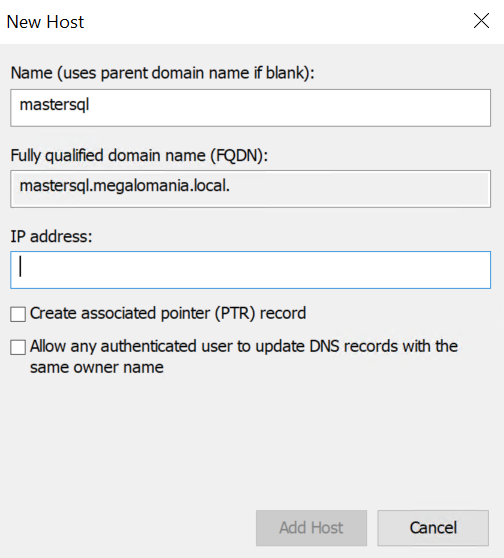 New Host
Name (uses parent domain name if blank):
mastersql
Fully qualified domain name (FQDN):
mastersql.megalomania.local.
IP address:
Create associated pointer (PTR) record
Allow any authenticated user to update DNS records with the
same owner name
Add Host
Cancel